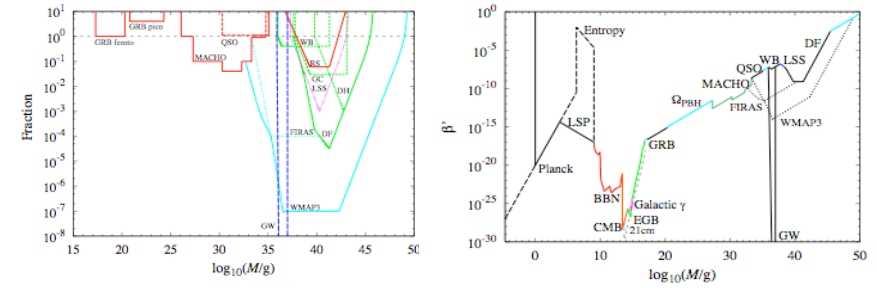 10
1
10⁻¹
10⁻²
10⁻³
10⁻⁴
10⁻⁵
10⁻⁶
10⁻⁷
10⁻⁸
Fraction
GRB femto
GRB pico
MACHO
QSO
WB
RS
GC
LSS
DH
FIRAS
DF
WMAP3
GW
15 20 25 30 35 40 45 50
log₁₀(M/g)
10⁰
10⁻⁵
10⁻¹⁰
10⁻¹⁵
10⁻²⁰
10⁻²⁵
10⁻³⁰
β′
Entropy
LSP
Planck
BBN
CMB
21cm
EGB
Galactic γ
GRB
Ω_PBH
MACHO
QSO
WB
LSS
DF
FIRAS
WMAP3
GW
0 10 20 30 40 50
log₁₀(M/g)